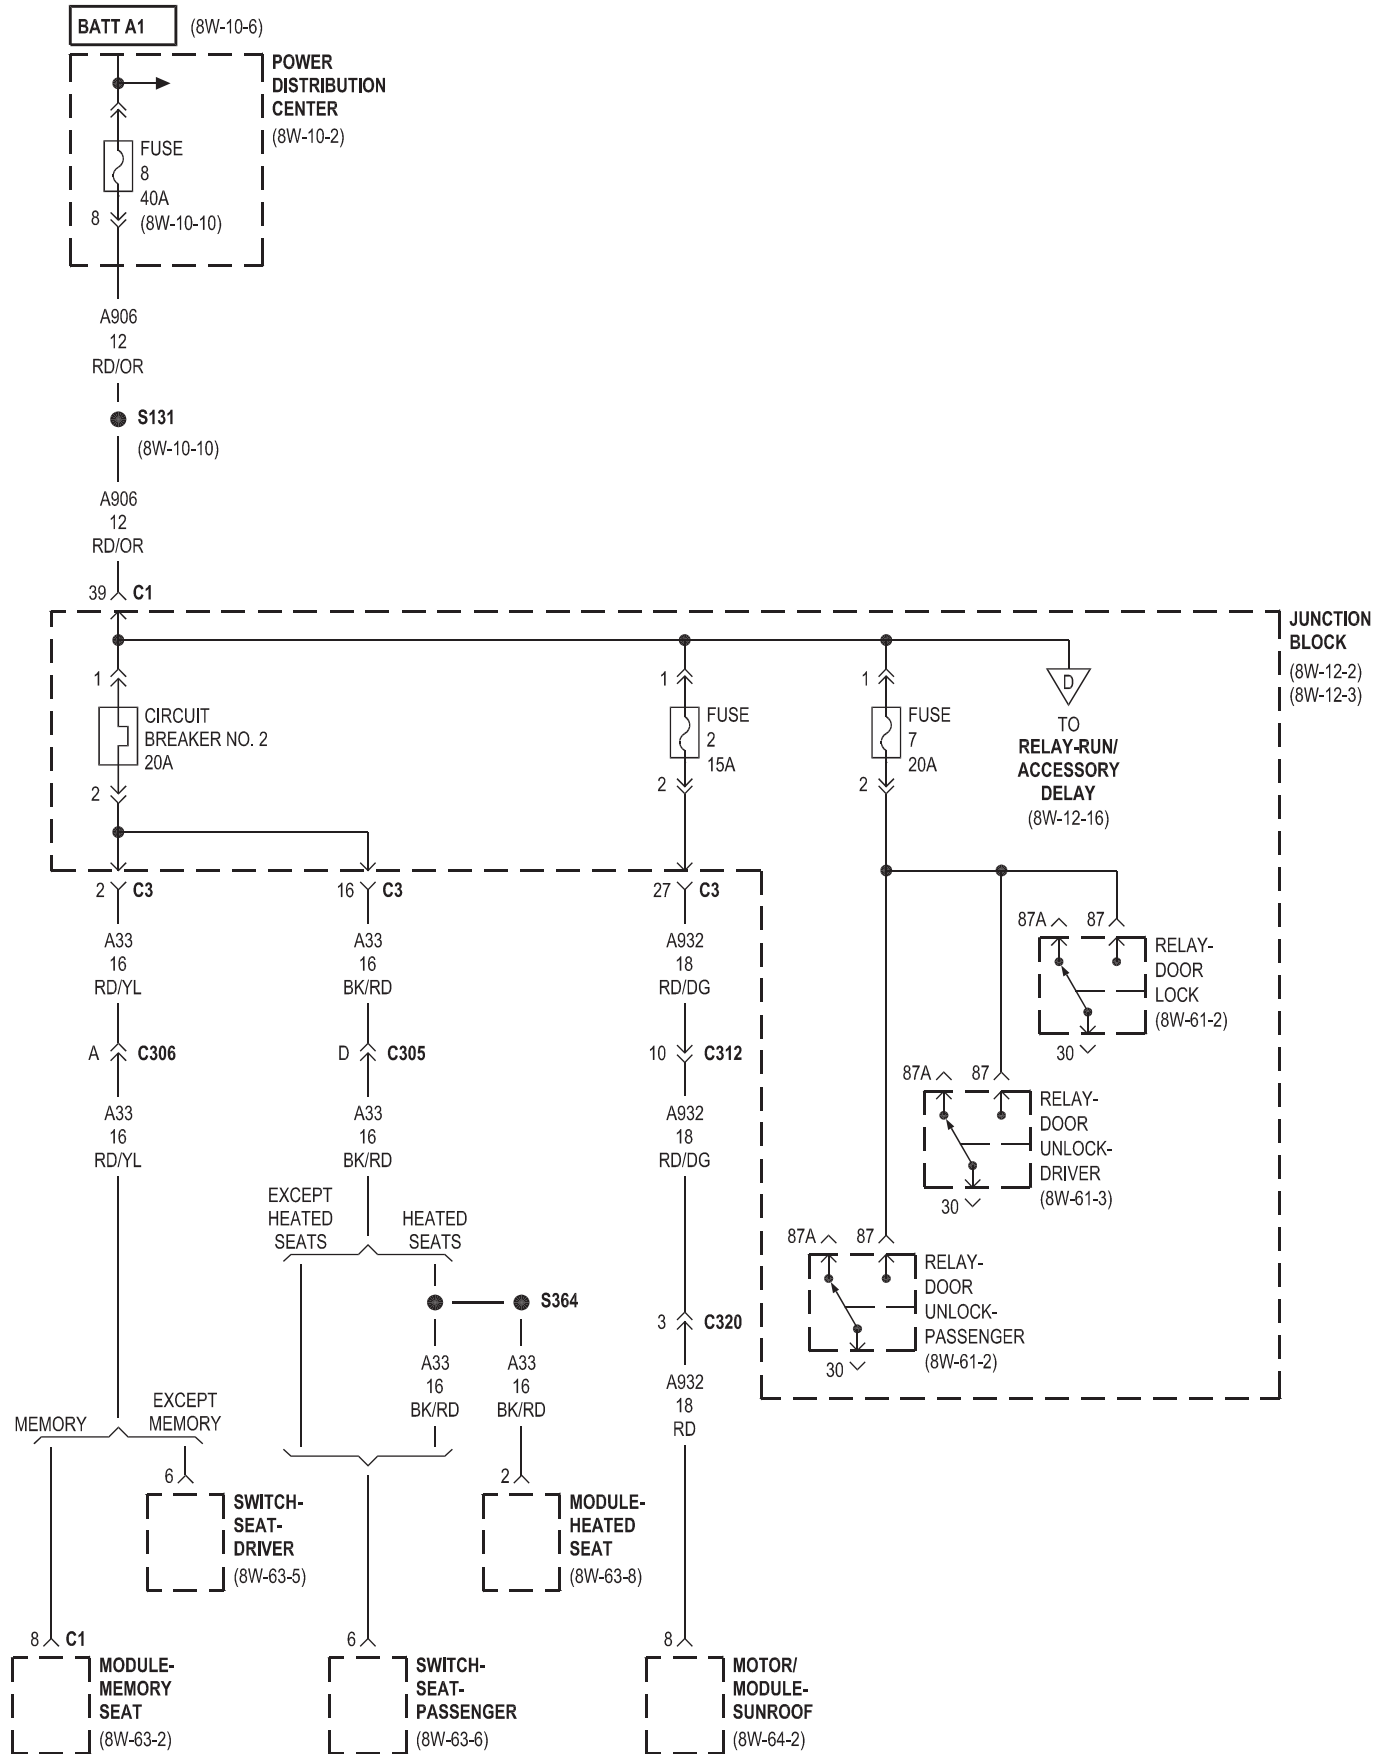 BATT A1 (8W-10-6)
POWER
DISTRIBUTION
CENTER
(8W-10-2)
FUSE
8
40A
8 (8W-10-10)
A906
12
RD/OR
S131
(8W-10-10)
A906
12
RD/OR
39 C1
JUNCTION
BLOCK
(8W-12-2)
(8W-12-3)
1
CIRCUIT
BREAKER NO. 2
20A
2
1
FUSE
2
15A
2
1
FUSE
7
20A
2
D
TO
RELAY-RUN/
ACCESSORY
DELAY
(8W-12-16)
2 C3
16 C3
27 C3
A33
16
RD/YL
A33
16
BK/RD
A932
18
RD/DG
87A 87
RELAY-
DOOR
LOCK
(8W-61-2)
30
A C306
D C305
10 C312
87A 87
RELAY-
DOOR
UNLOCK-
DRIVER
(8W-61-3)
30
A33
16
RD/YL
A33
16
BK/RD
A932
18
RD/DG
EXCEPT
HEATED
SEATS
HEATED
SEATS
87A 87
RELAY-
DOOR
UNLOCK-
PASSENGER
(8W-61-2)
30
S364
3 C320
A33
16
BK/RD
A33
16
BK/RD
A932
18
RD
MEMORY
EXCEPT
MEMORY
6
SWITCH-
SEAT-
DRIVER
(8W-63-5)
2
MODULE-
HEATED
SEAT
(8W-63-8)
8 C1
MODULE-
MEMORY
SEAT
(8W-63-2)
6
SWITCH-
SEAT-
PASSENGER
(8W-63-6)
8
MOTOR/
MODULE-
SUNROOF
(8W-64-2)